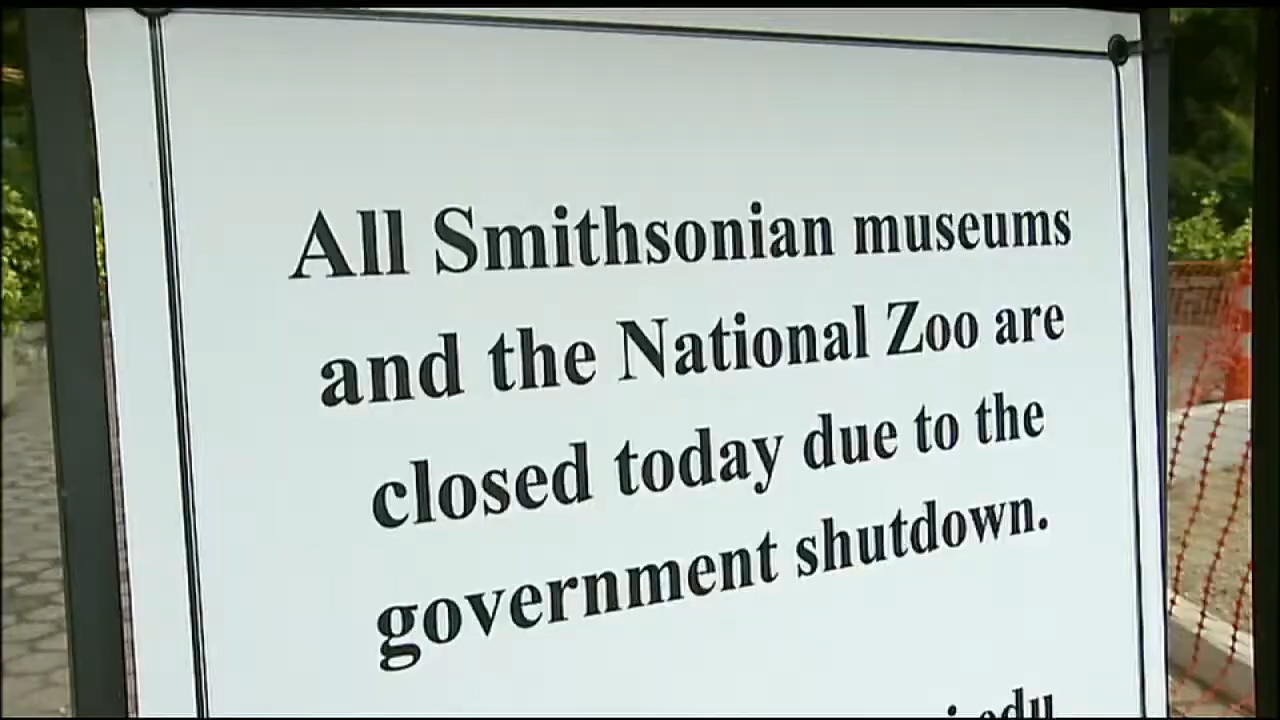 All Smithsonian museums
and the National Zoo are
closed today due to the
government shutdown.